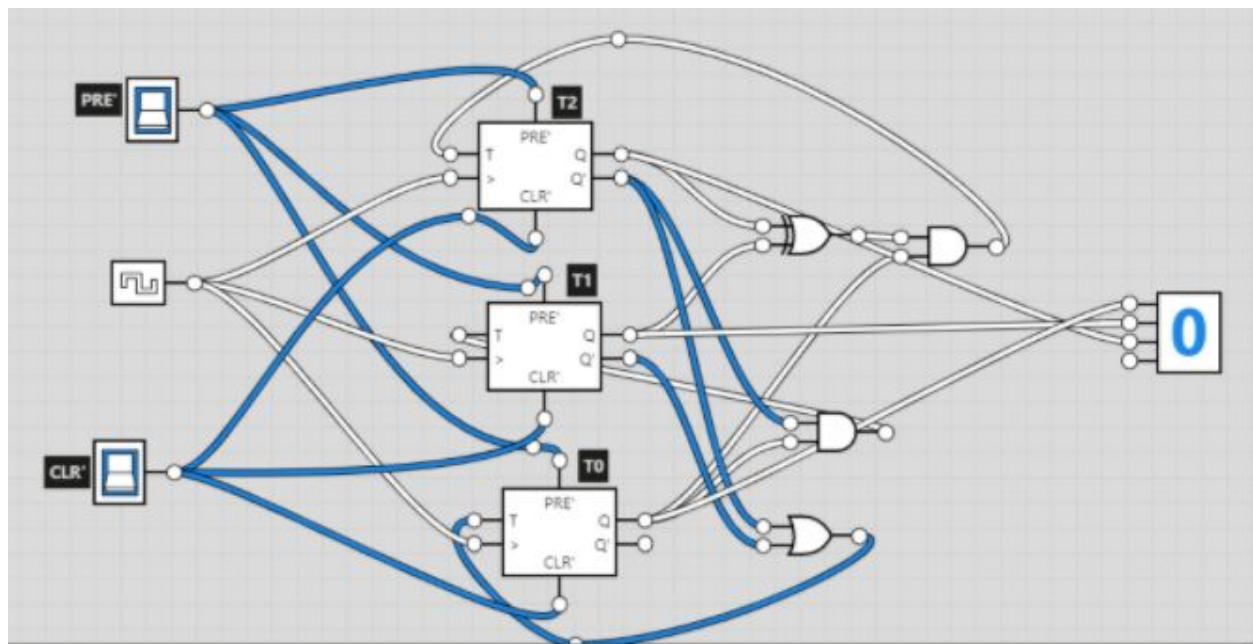 PRE'
T2
PRE'
T Q
> Q'
CLR'
T1
PRE'
T Q
> Q'
CLR'
0
CLR'
T0
PRE'
T Q
> Q'
CLR'